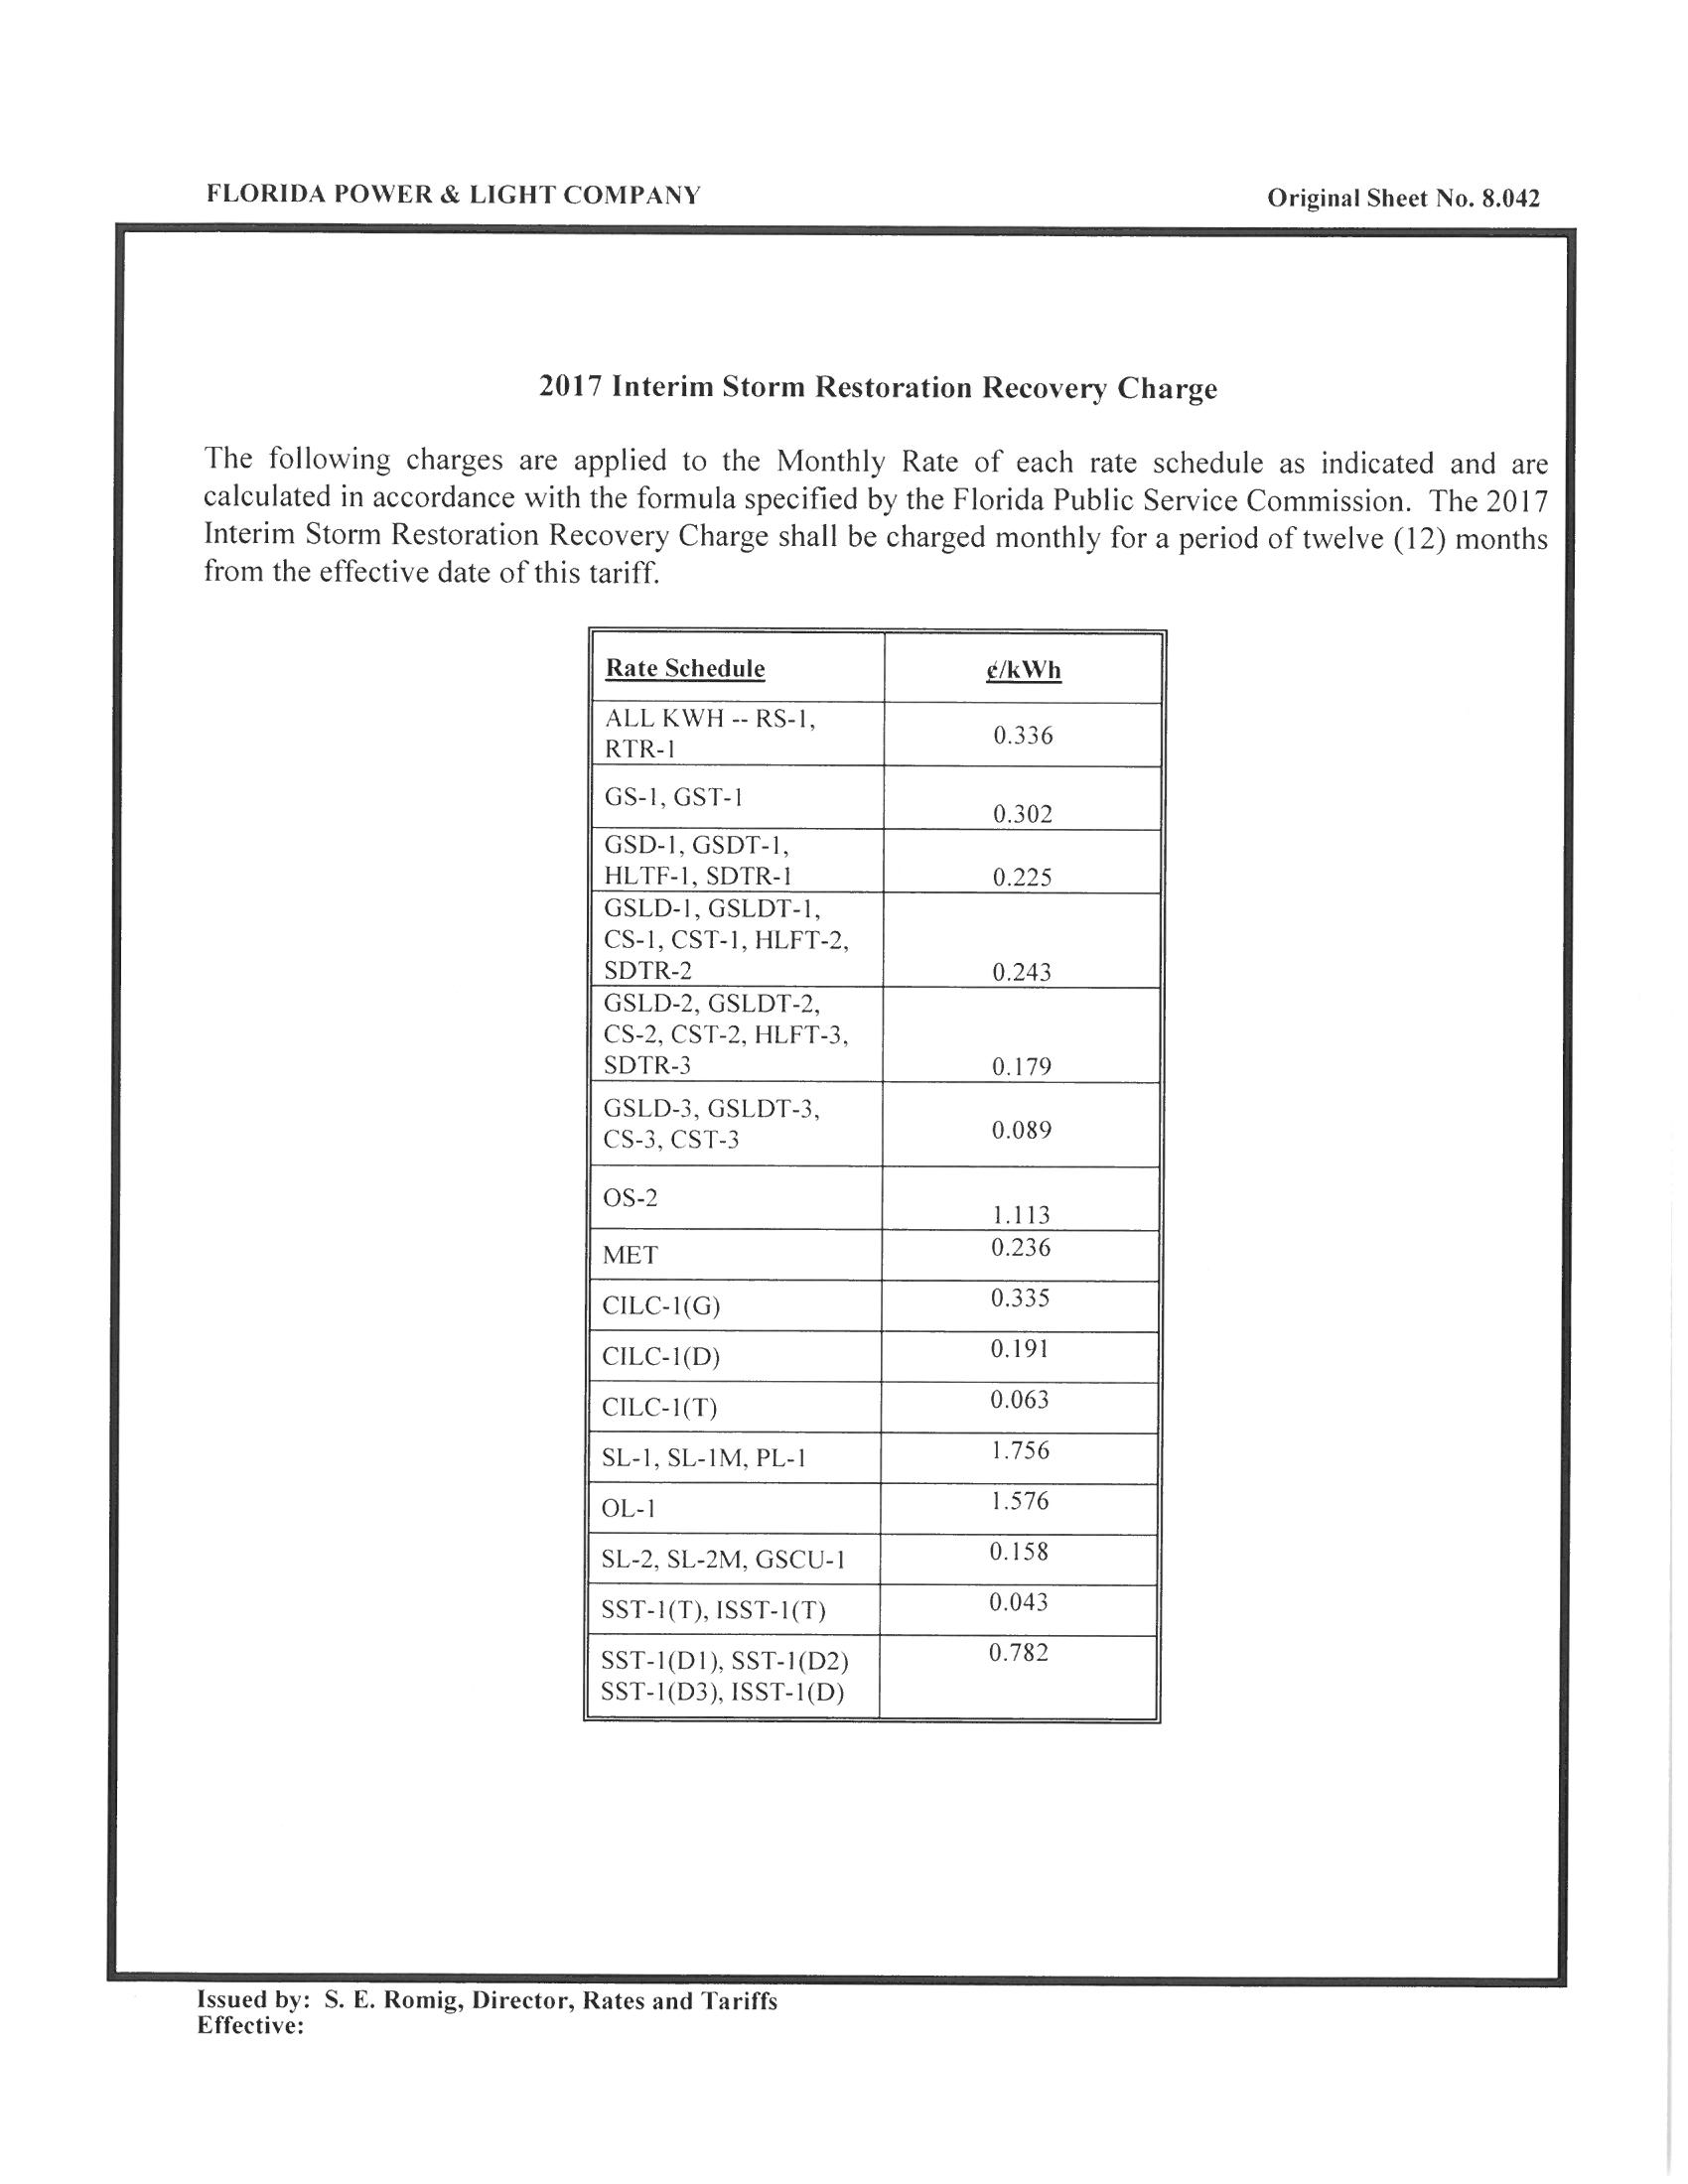 FLORIDA POWER & LIGHT COMPANY
Original Sheet No. 8.042
2017 Interim Storm Restoration Recovery Charge
The following charges are applied to the Monthly Rate of each rate schedule as indicated and are
calculated in accordance with the formula specified by the Florida Public Service Commission. The 2017
Interim Storm Restoration Recovery Charge shall be charged monthly for a period of twelve (12) months
from the effective date of this tariff.
Rate Schedule
¢/kWh
ALL KWH -- RS-1,
RTR-1
0.336
GS-1, GST-1
0.302
GSD-1, GSDT-1,
HLTF-1, SDTR-1
0.225
GSLD-1, GSLDT-1,
CS-1, CST-1, HLFT-2,
SDTR-2
0.243
GSLD-2, GSLDT-2,
CS-2, CST-2, HLFT-3,
SDTR-3
0.179
GSLD-3, GSLDT-3,
CS-3, CST-3
0.089
OS-2
1.113
MET
0.236
CILC-1(G)
0.335
CILC-1(D)
0.191
CILC-1(T)
0.063
SL-1, SL-1M, PL-1
1.756
OL-1
1.576
SL-2, SL-2M, GSCU-1
0.158
SST-1(T), ISST-1(T)
0.043
SST-1(D1), SST-1(D2)
SST-1(D3), ISST-1(D)
0.782
Issued by: S. E. Romig, Director, Rates and Tariffs
Effective: